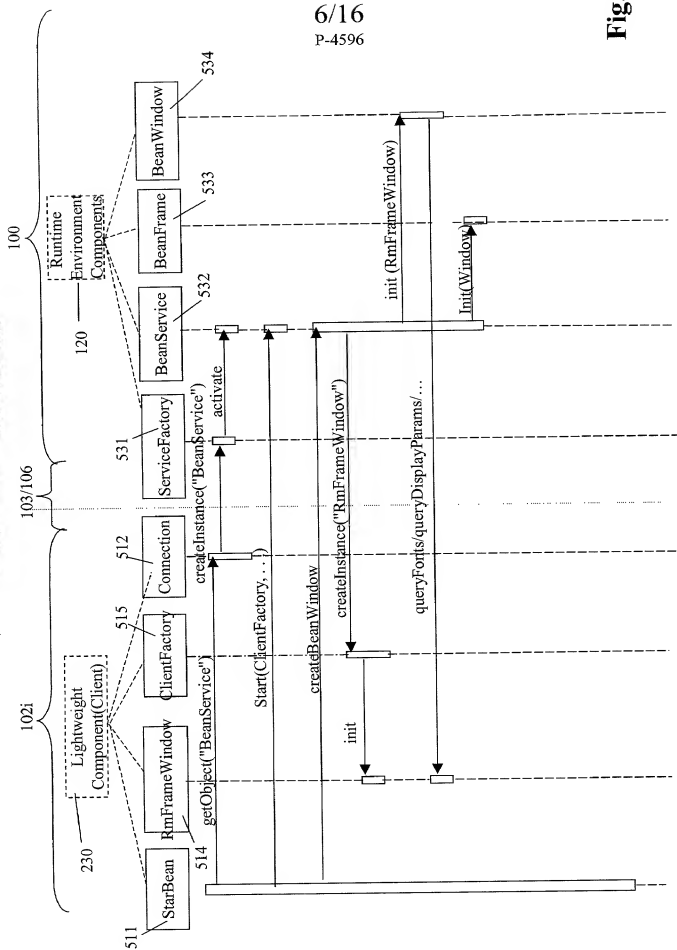 6/16
P-4596
Fig
102i
103/106
100
230
Lightweight
Component(Client)
120
Runtime
Environment
Components
511
StarBean
514
RmFrameWindow
515
ClientFactory
512
Connection
531
ServiceFactory
532
BeanService
533
BeanFrame
534
BeanWindow
getObject("BeanService")
createInstance("BeanService")
activate
Start(ClientFactory, . . .)
createBeanWindow
createInstance("RmFrameWindow")
init
init (RmFrameWindow)
queryFonts/queryDisplayParams/…
Init(Window)